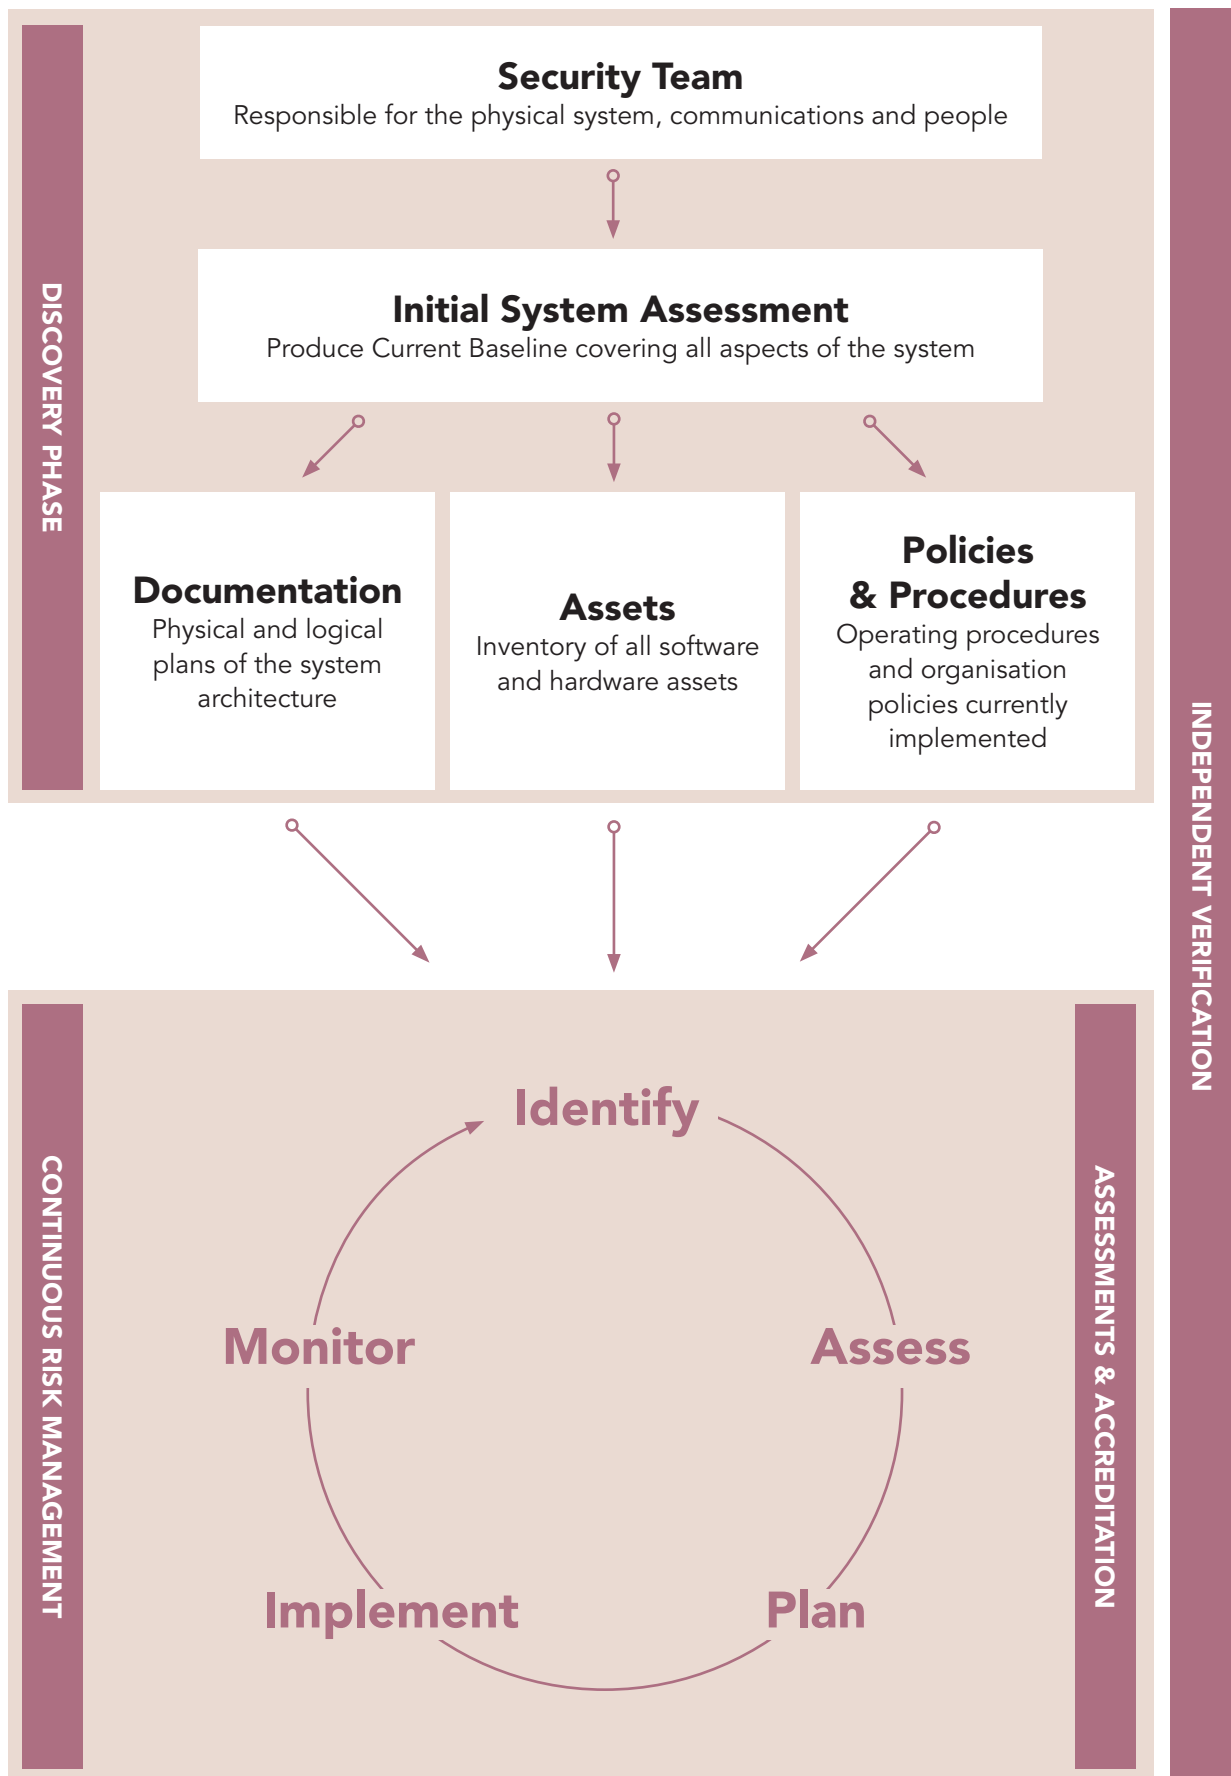 DISCOVERY PHASE
Security Team
Responsible for the physical system, communications and people
Initial System Assessment
Produce Current Baseline covering all aspects of the system
Documentation
Physical and logical
plans of the system
architecture
Assets
Inventory of all software
and hardware assets
Policies
& Procedures
Operating procedures
and organisation
policies currently
implemented
INDEPENDENT VERIFICATION
CONTINUOUS RISK MANAGEMENT
Identify
Assess
Plan
Implement
Monitor
ASSESSMENTS & ACCREDITATION